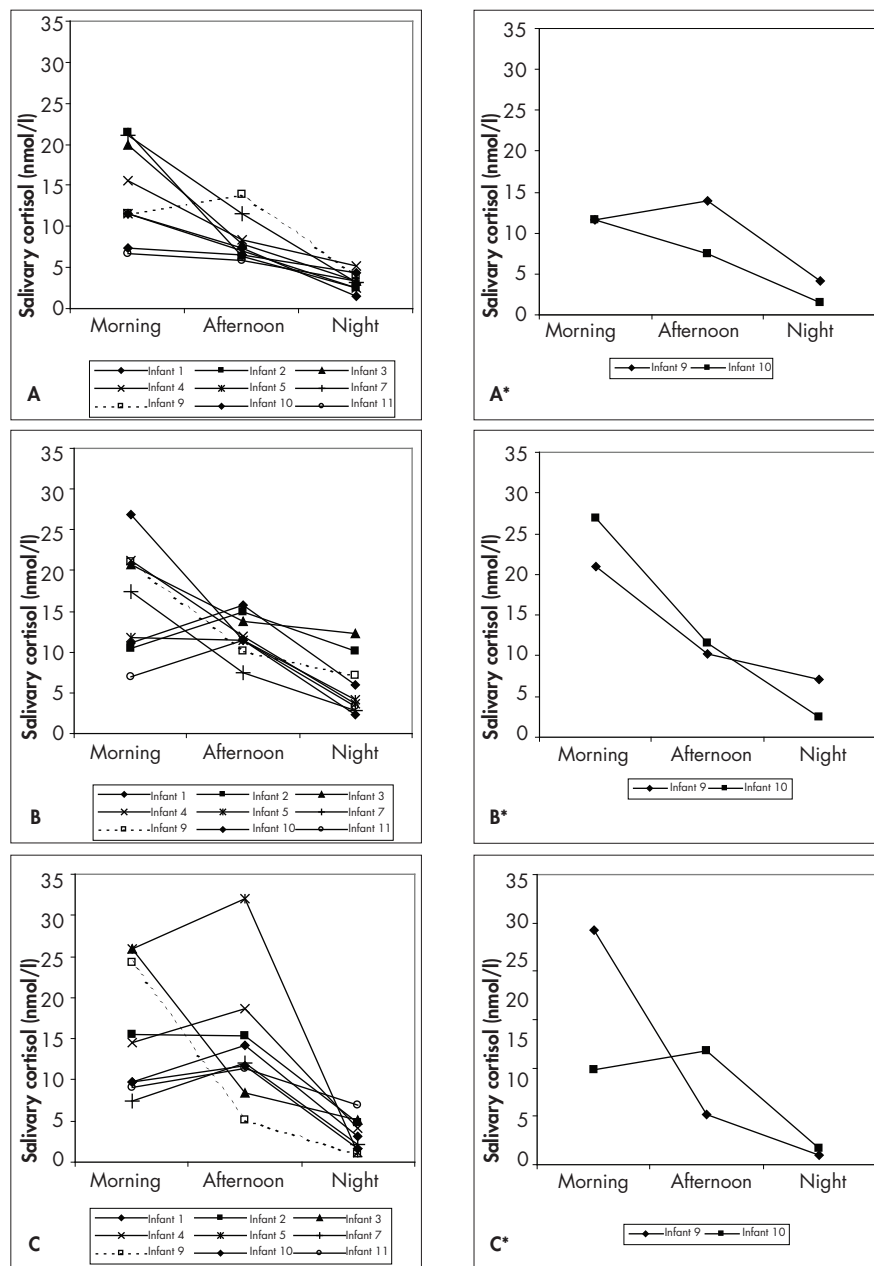 Salivary cortisol (nmol/l)
35
30
25
20
15
10
5
0
Morning Afternoon Night
Infant 1 Infant 2 Infant 3
Infant 4 Infant 5 Infant 7
Infant 9 Infant 10 Infant 11
A
Salivary cortisol (nmol/l)
35
30
25
20
15
10
5
0
Morning Afternoon Night
Infant 9 Infant 10
A*
Salivary cortisol (nmol/l)
35
30
25
20
15
10
5
0
Morning Afternoon Night
Infant 1 Infant 2 Infant 3
Infant 4 Infant 5 Infant 7
Infant 9 Infant 10 Infant 11
B
Salivary cortisol (nmol/l)
35
30
25
20
15
10
5
0
Morning Afternoon Night
Infant 9 Infant 10
B*
Salivary cortisol (nmol/l)
35
30
25
20
15
10
5
0
Morning Afternoon Night
Infant 1 Infant 2 Infant 3
Infant 4 Infant 5 Infant 7
Infant 9 Infant 10 Infant 11
C
Salivary cortisol (nmol/l)
35
30
25
20
15
10
5
0
Morning Afternoon Night
Infant 9 Infant 10
C*